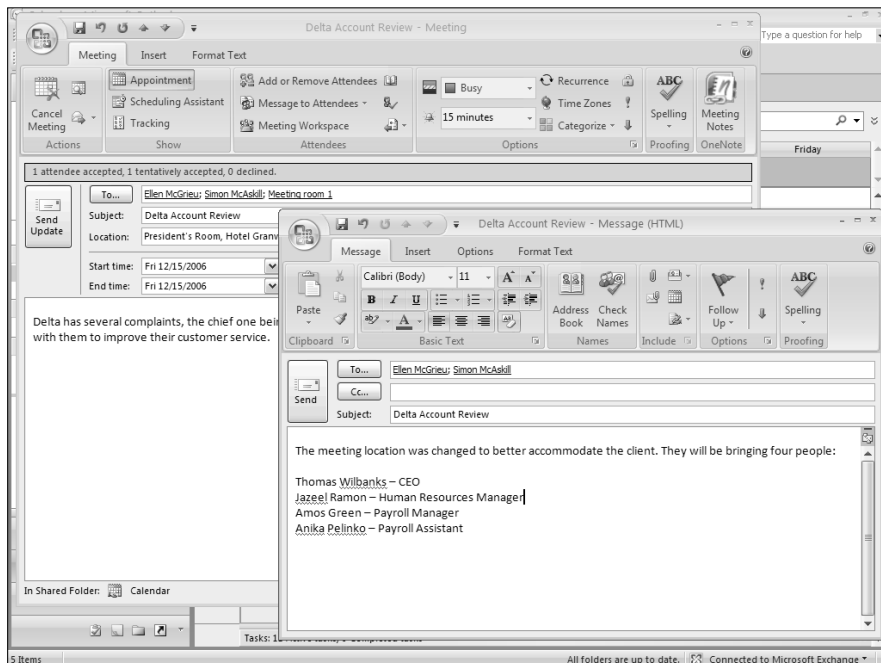 Delta Account Review - Meeting
Type a question for help
Meeting Insert Format Text
Cancel Meeting
Appointment
Scheduling Assistant
Tracking
Add or Remove Attendees
Message to Attendees
Meeting Workspace
Busy
15 minutes
Recurrence
Time Zones
Categorize
ABC
Spelling
Meeting Notes
Actions Show Attendees Options Proofing OneNote
Friday
1 attendee accepted, 1 tentatively accepted, 0 declined.
Send Update
To... Ellen McGrieu; Simon McAskill; Meeting room 1
Subject: Delta Account Review
Location: President's Room, Hotel
Start time: Fri 12/15/2006
End time: Fri 12/15/2006
Delta has several complaints, the chief one
with them to improve their customer service.
In Shared Folder: Calendar
Delta Account Review - Message (HTML)
Message Insert Options Format Text
Paste
Calibri (Body) 11 A A
B I U
ab A Aa
Address Book
Check Names
Follow Up
ABC
Spelling
Clipboard Basic Text Names Include Options Proofing
Send
To... Ellen McGrieu; Simon McAskill
Cc...
Subject: Delta Account Review
The meeting location was changed to better accommodate the client. They will be bringing four people:
Thomas Wilbanks – CEO
Jazeel Ramon – Human Resources Manager
Amos Green – Payroll Manager
Anika Pelinko – Payroll Assistant
Tasks:
5 Items
All folders are up to date. Connected to Microsoft Exchange